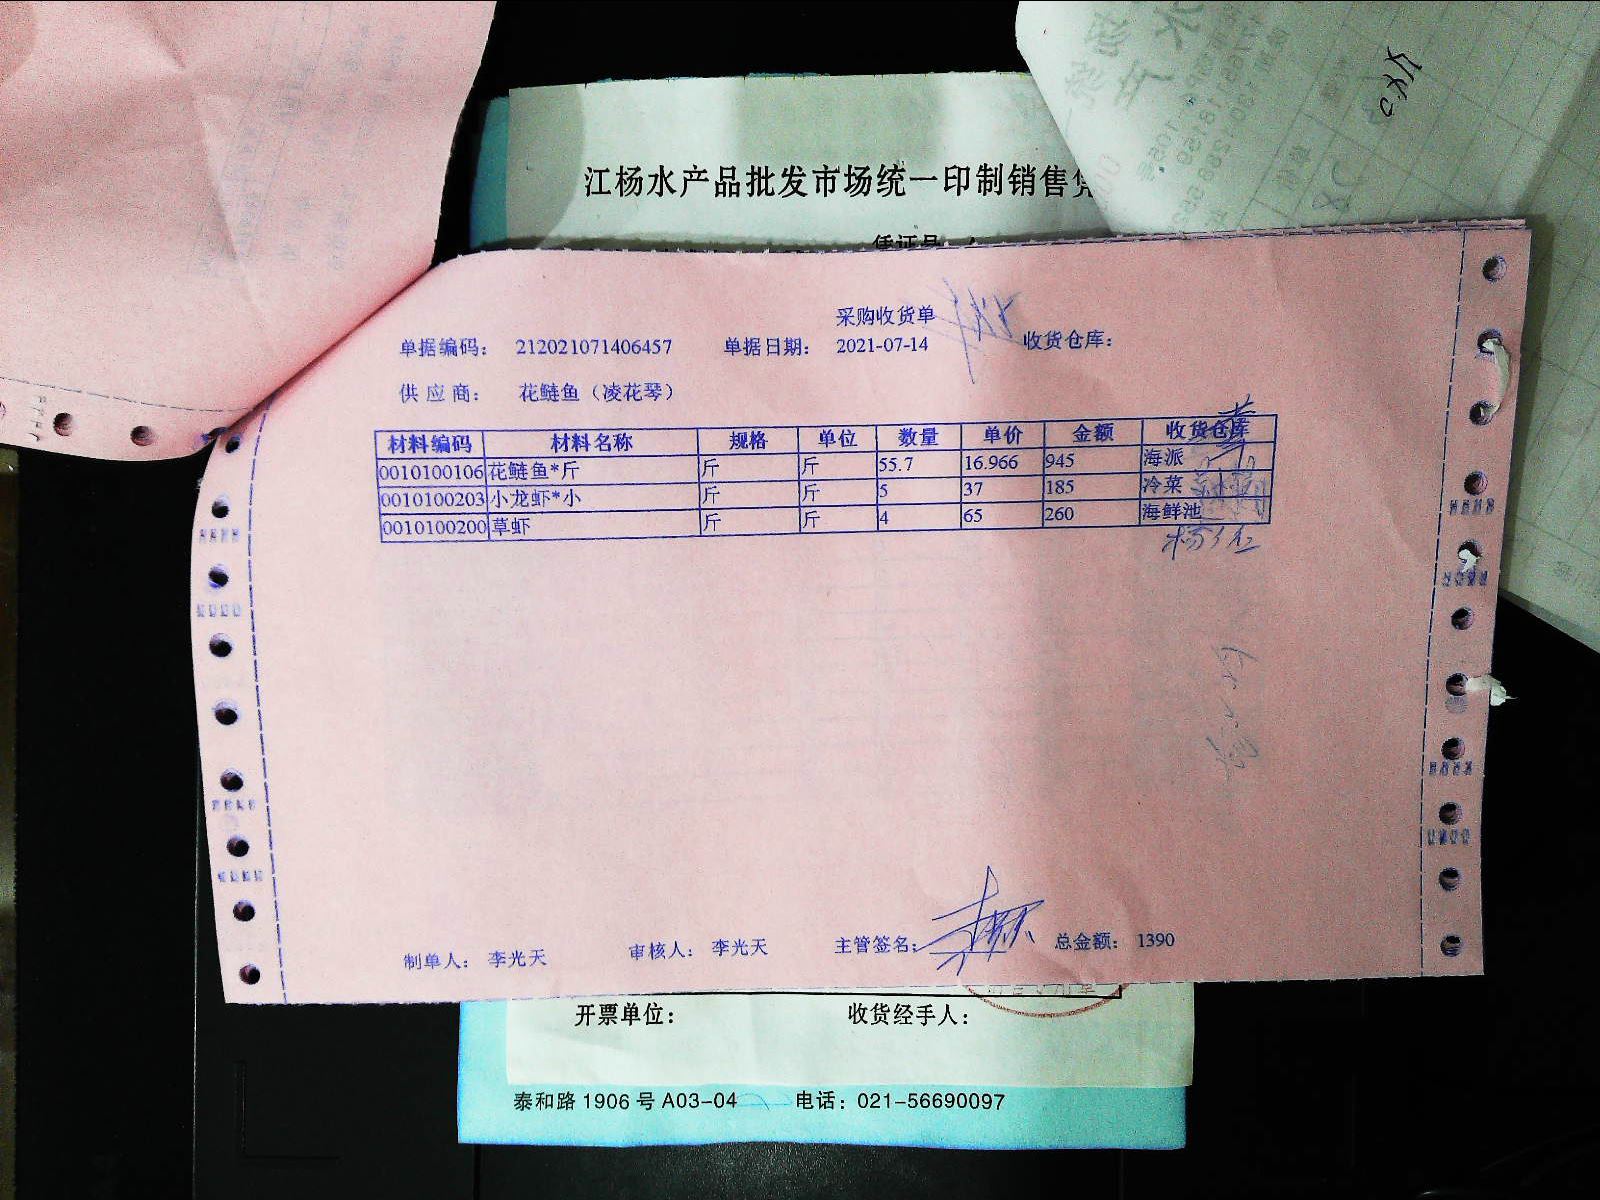 江杨水产品批发市场统一印制销售
凭证号
采购收货单
单据编码: 212021071406457 单据日期: 2021-07-14 收货仓库:
供应商: 花鲢鱼（凌花琴）
材料编码 材料名称 规格 单位 数量 单价 金额 收货仓库
0010100106 花鲢鱼*斤 斤 斤 55.7 16.966 945 海派
0010100203 小龙虾*小 斤 斤 5 37 185 冷菜
0010100200 草虾 斤 斤 4 65 260 海鲜池
制单人: 李光天 审核人: 李光天 主管签名: 总金额: 1390
开票单位: 收货经手人:
泰和路 1906 号 A03-04 电话: 021-56690097